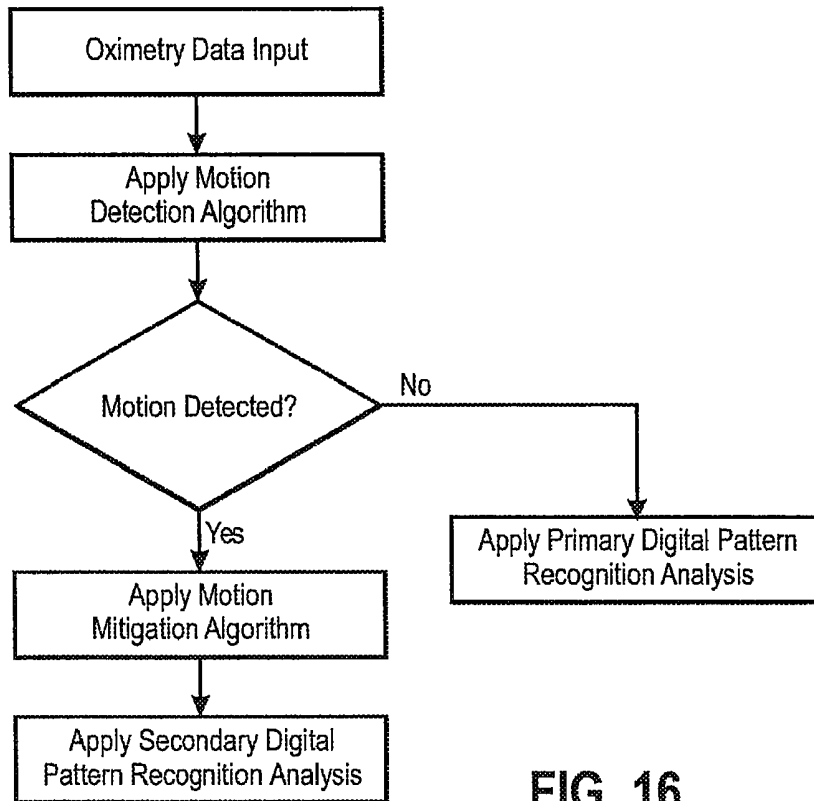 Oximetry Data Input
Apply Motion
Detection Algorithm
Motion Detected?
No
Yes
Apply Primary Digital Pattern
Recognition Analysis
Apply Motion
Mitigation Algorithm
Apply Secondary Digital
Pattern Recognition Analysis
FIG. 16